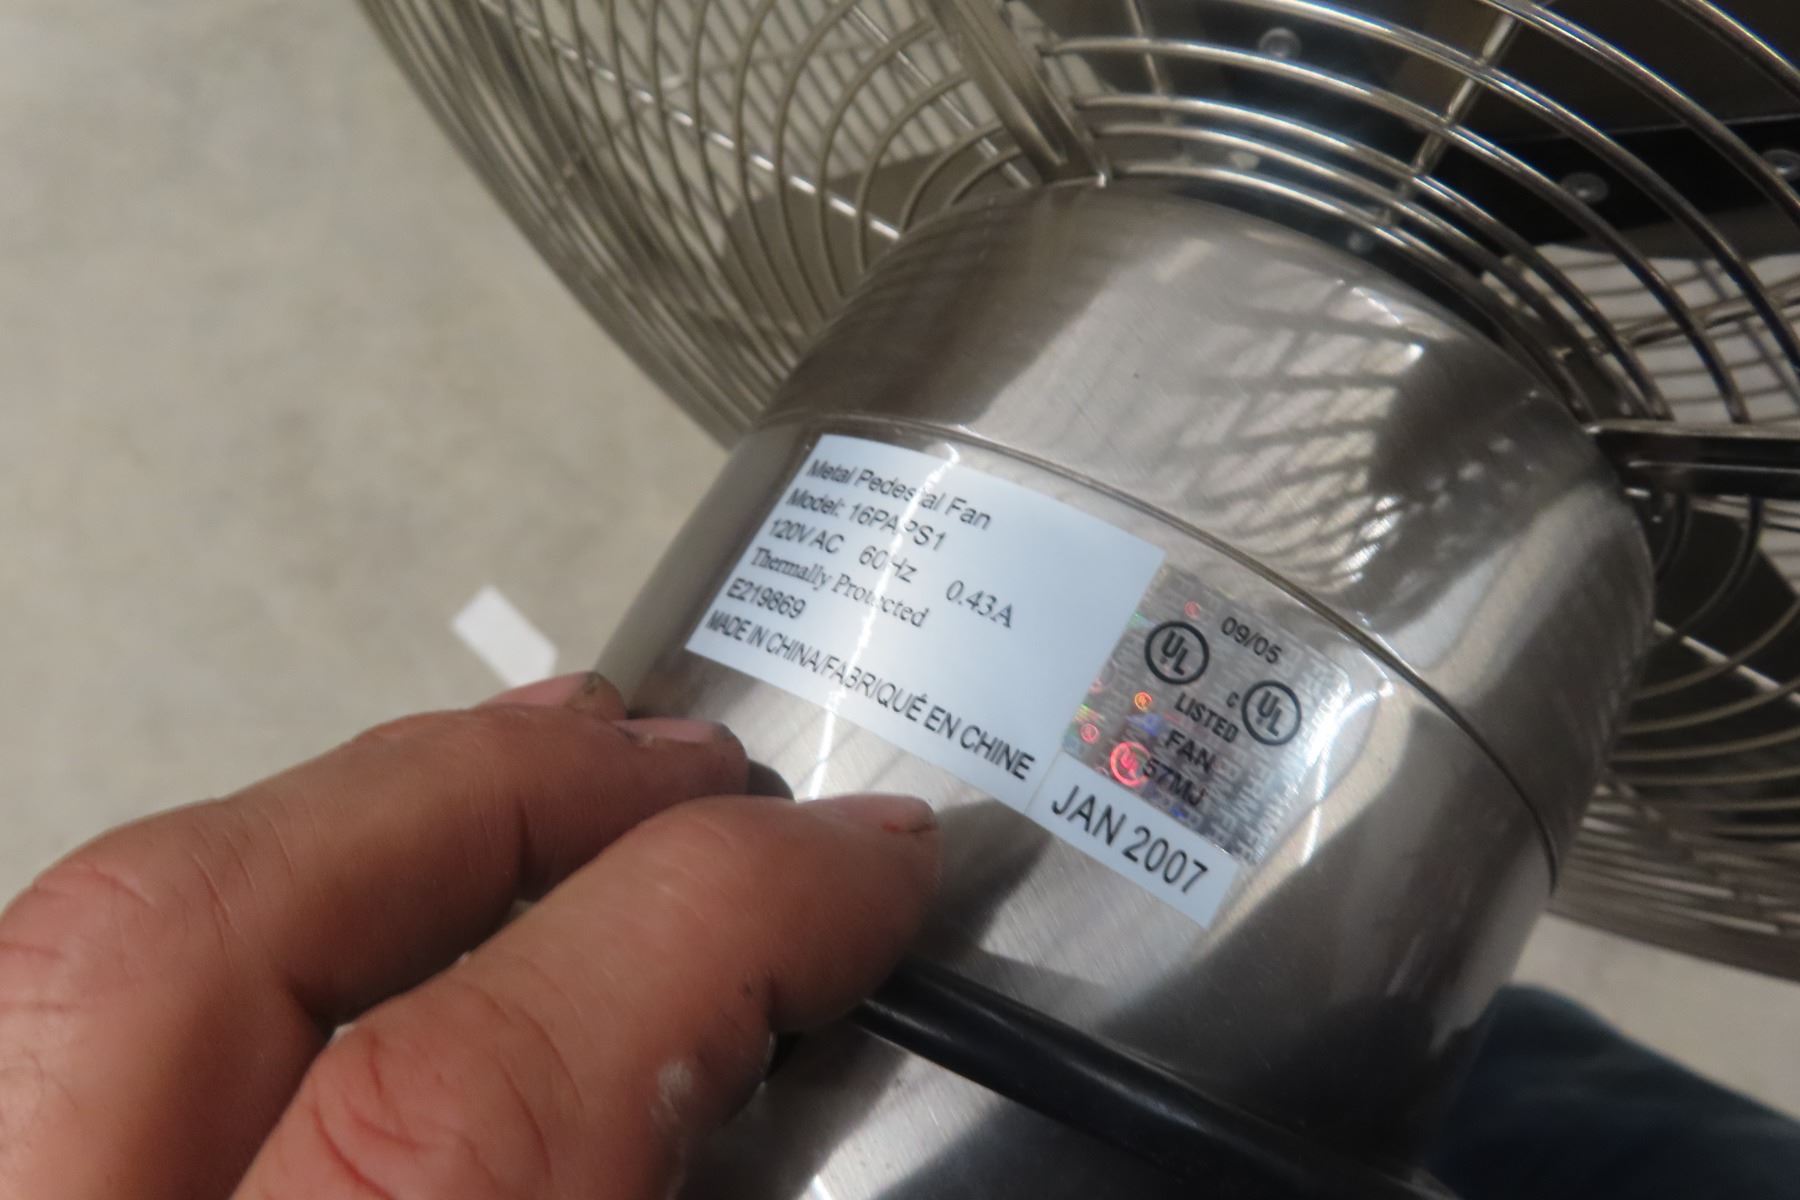 Metal Pedestal Fan
Model:
120V AC 60Hz 0.43A
Thermally Protected
E219869
MADE IN CHINA/FABRIQUÉ EN CHINE
09/05
UL
C UL
LISTED
FAN
57MJ
JAN 2007